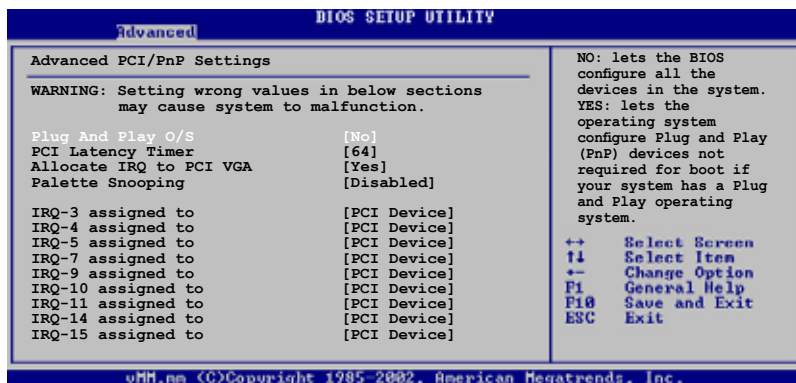 BIOS SETUP UTILITY
Advanced
Advanced PCI/PnP Settings
WARNING: Setting wrong values in below sections
may cause system to malfunction.
Plug And Play O/S [No]
PCI Latency Timer [64]
Allocate IRQ to PCI VGA [Yes]
Palette Snooping [Disabled]
IRQ-3 assigned to [PCI Device]
IRQ-4 assigned to [PCI Device]
IRQ-5 assigned to [PCI Device]
IRQ-7 assigned to [PCI Device]
IRQ-9 assigned to [PCI Device]
IRQ-10 assigned to [PCI Device]
IRQ-11 assigned to [PCI Device]
IRQ-14 assigned to [PCI Device]
IRQ-15 assigned to [PCI Device]
NO: lets the BIOS
configure all the
devices in the system.
YES: lets the
operating system
configure Plug and Play
(PnP) devices not
required for boot if
your system has a Plug
and Play operating
system.
↔ Select Screen
↑↓ Select Item
+- Change Option
F1 General Help
F10 Save and Exit
ESC Exit
vMM.mm (C)Copyright 1985-2002, American Megatrends, Inc.